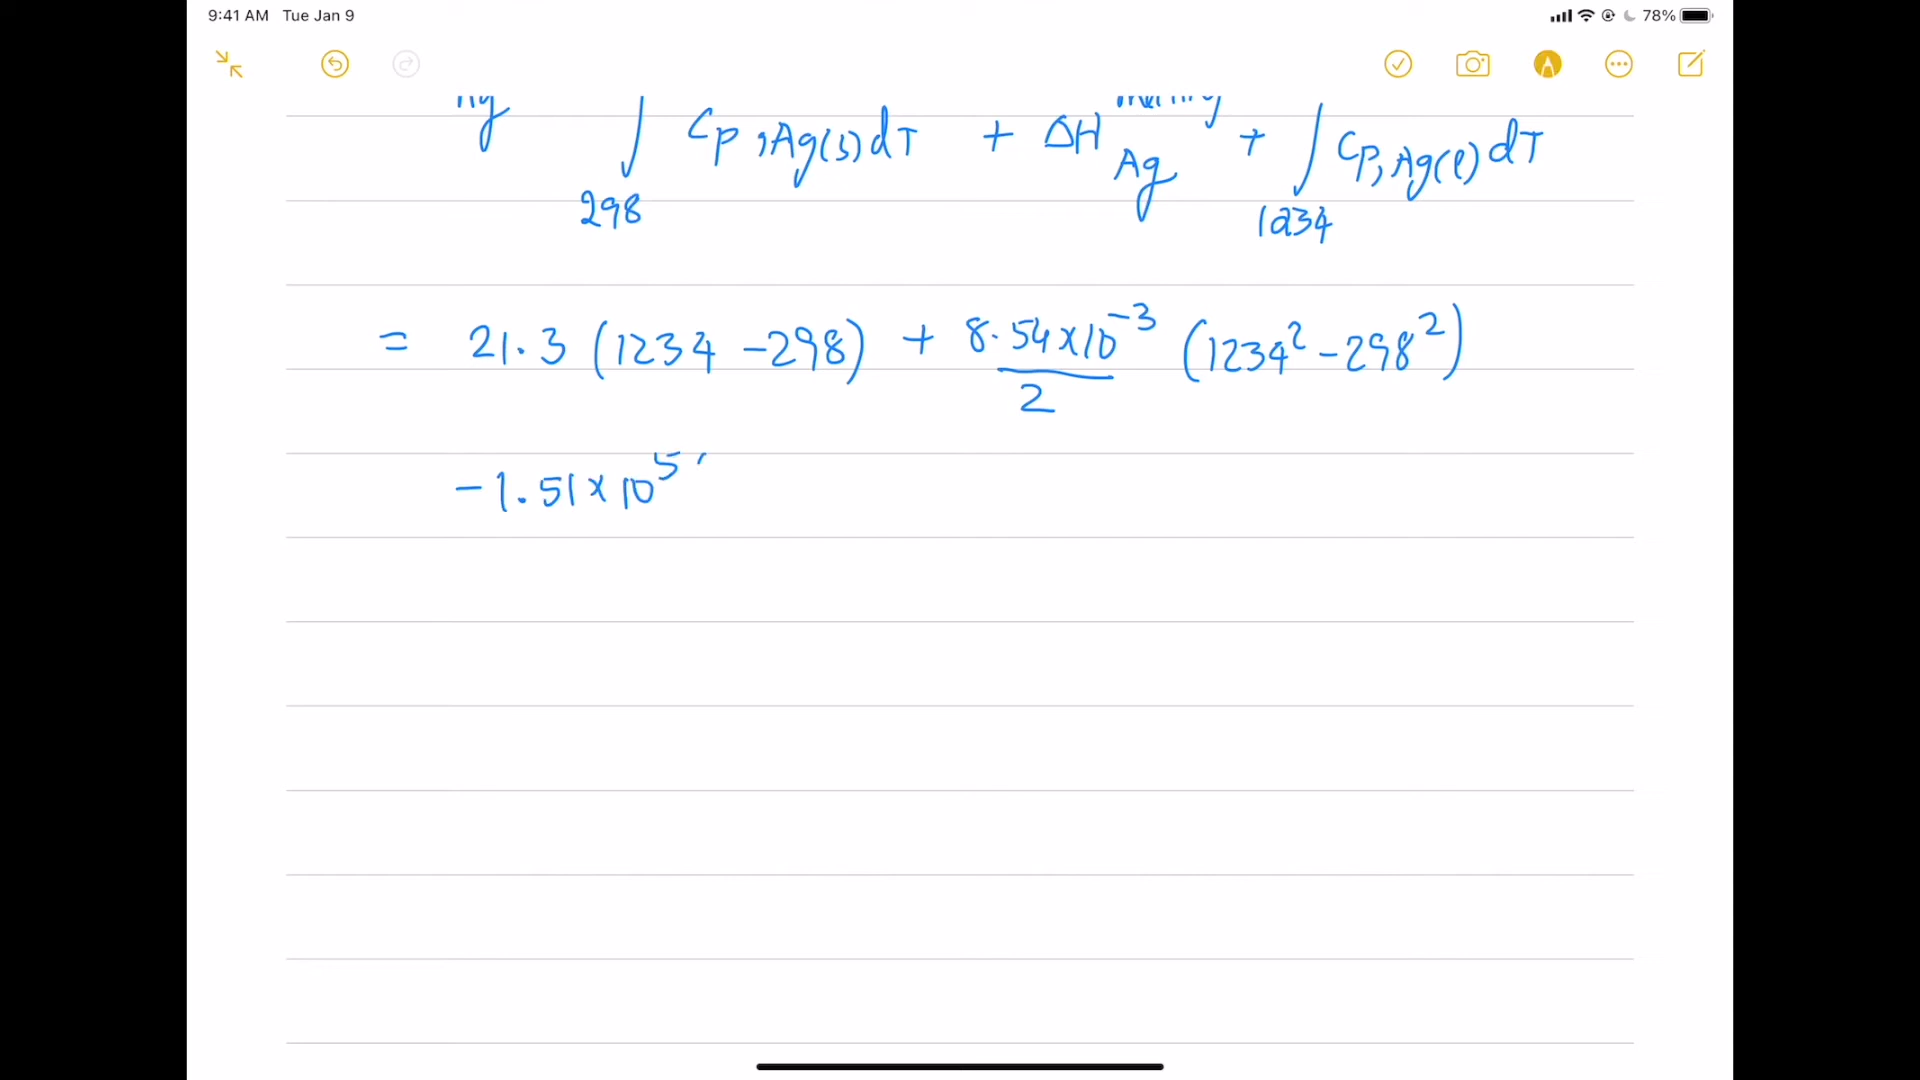 9:41 AM Tue Jan 9 78%
Ag ∫ Cp,Ag(s)dT + ΔH Ag + ∫ Cp,Ag(l)dT
298 1234
= 21.3 (1234 - 298) + 8.54×10⁻³ / 2 (1234² - 298²)
- 1.51×10⁵